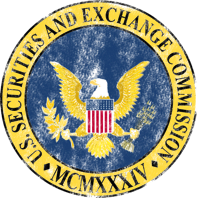 U.S. SECURITIES AND EXCHANGE COMMISSION
MCMXXXIV